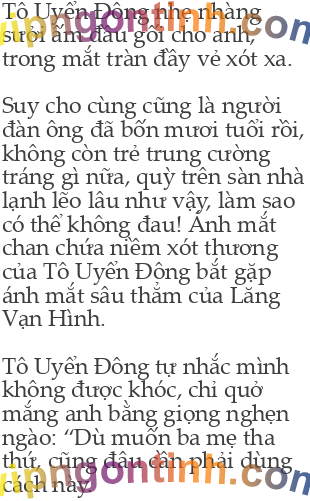 Tô Uyển Đông nhẹ nhàng
sưởi ấm đầu gối cho anh,
trong mắt tràn đầy vẻ xót xa.
Suy cho cùng cũng là người
đàn ông đã bốn mươi tuổi rồi,
không còn trẻ trung cường
tráng gì nữa, quỳ trên sàn nhà
lạnh lẽo lâu như vậy, làm sao
có thể không đau! Ánh mắt
chan chứa niềm xót thương
của Tô Uyển Đông bắt gặp
ánh mắt sâu thẳm của Lăng
Vạn Hình.
Tô Uyển Đông tự nhắc mình
không được khóc, chỉ quở
mắng anh bằng giọng nghẹn
ngào: “Dù muốn ba mẹ tha
thứ, cũng đâu cần phải dùng
cách này
vipngontinh.com
vipngontinh.com